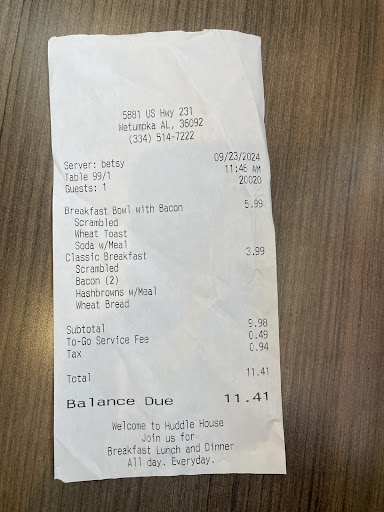 5881 US Hwy 231
Wetumpka AL, 36092
(334) 514-7222
Server: betsy 09/23/2024
Table 99/1 11:46 AM
Guests: 1 20020
Breakfast Bowl with Bacon 5.99
Scrambled
Wheat Toast
Soda w/Meal
Classic Breakfast 3.99
Scrambled
Bacon (2)
Hashbrowns w/Meal
Wheat Bread
Subtotal 9.98
To-Go Service Fee 0.49
Tax 0.94
Total 11.41
Balance Due 11.41
Welcome to Huddle House
Join us for
Breakfast Lunch and Dinner
All day. Everyday.